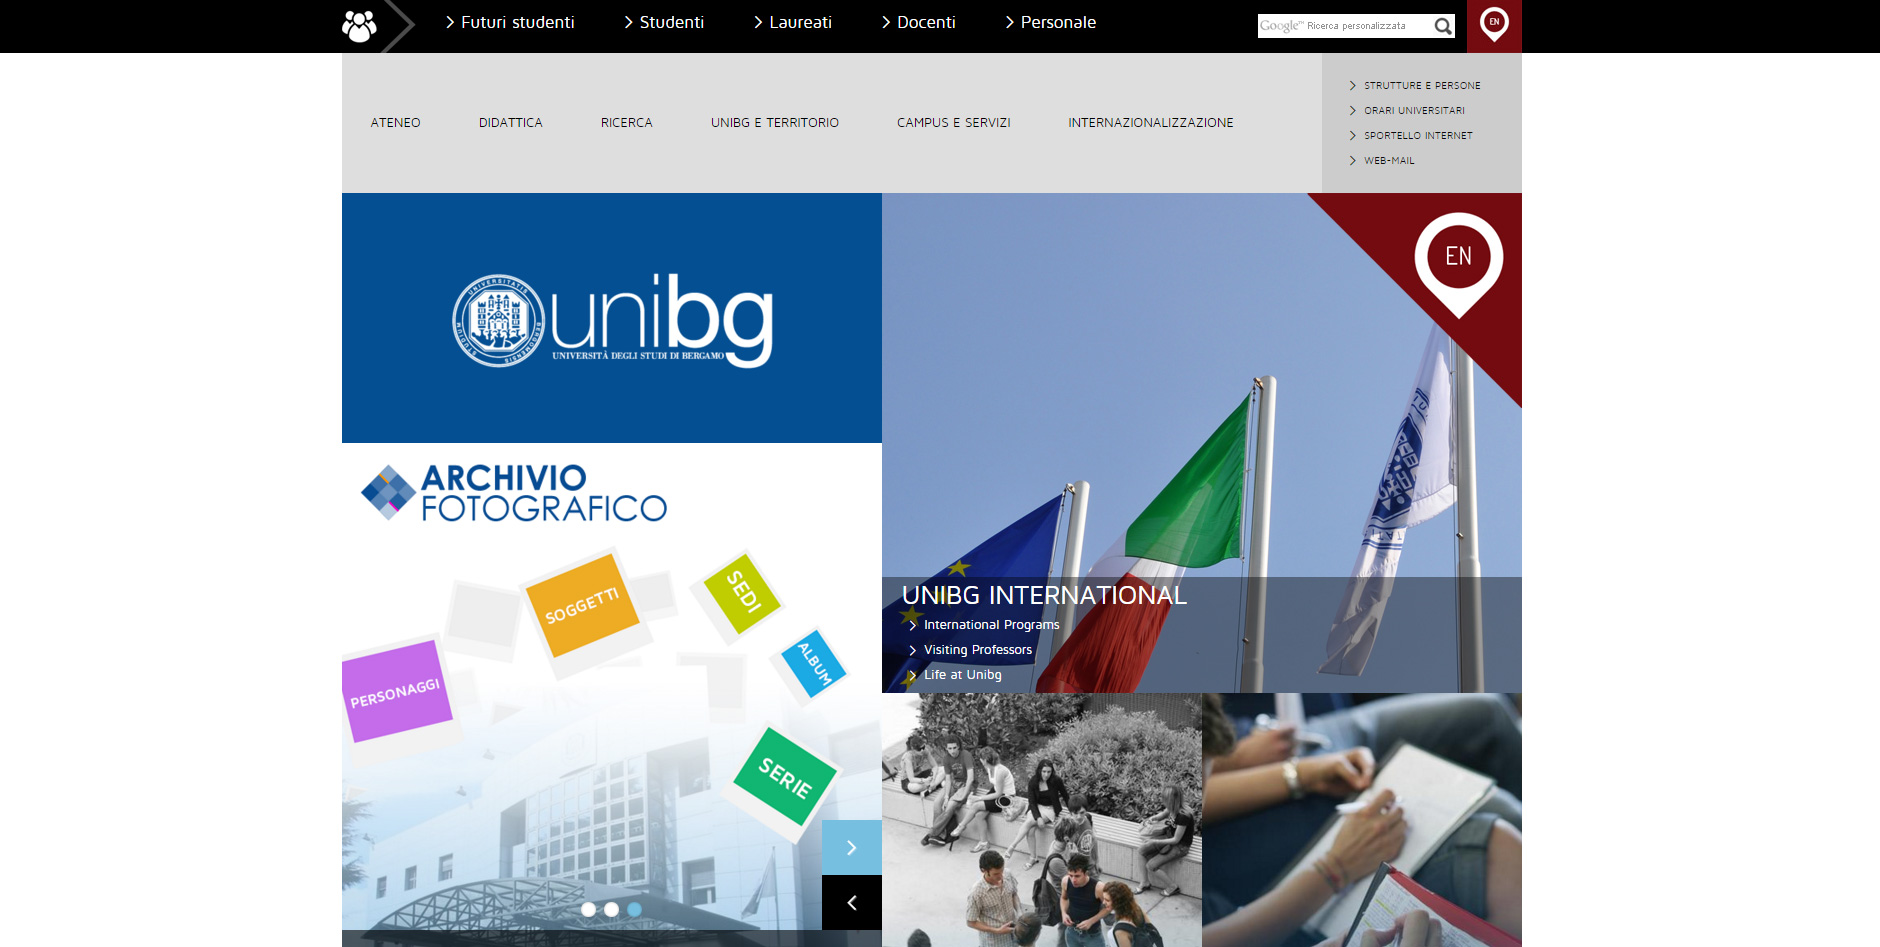 Futuri studenti
Studenti
Laureati
Docenti
Personale
Google™ Ricerca personalizzata
EN
ATENEO
DIDATTICA
RICERCA
UNIBG E TERRITORIO
CAMPUS E SERVIZI
INTERNAZIONALIZZAZIONE
STRUTTURE E PERSONE
ORARI UNIVERSITARI
SPORTELLO INTERNET
WEB-MAIL
unibg
UNIVERSITÀ DEGLI STUDI DI BERGAMO
EN
ARCHIVIO
FOTOGRAFICO
SOGGETTI
SEDI
ALBUM
PERSONAGGI
SERIE
UNIBG INTERNATIONAL
International Programs
Visiting Professors
Life at Unibg